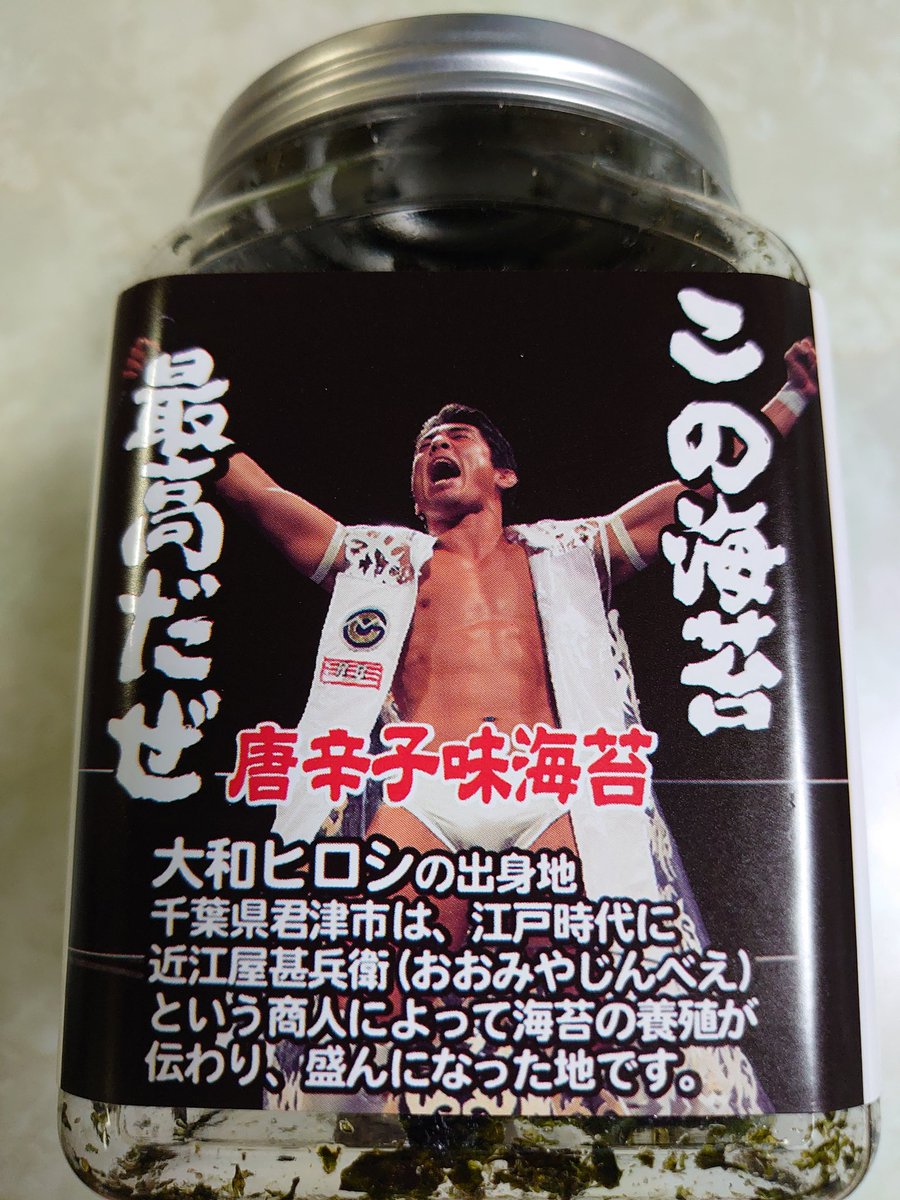 この海苔
最高だぜ
唐辛子味海苔
大和ヒロシの出身地
千葉県君津市は、江戸時代に
近江屋甚兵衛(おおみやじんべえ)
という商人によって海苔の養殖が
伝わり、盛んになった地です。